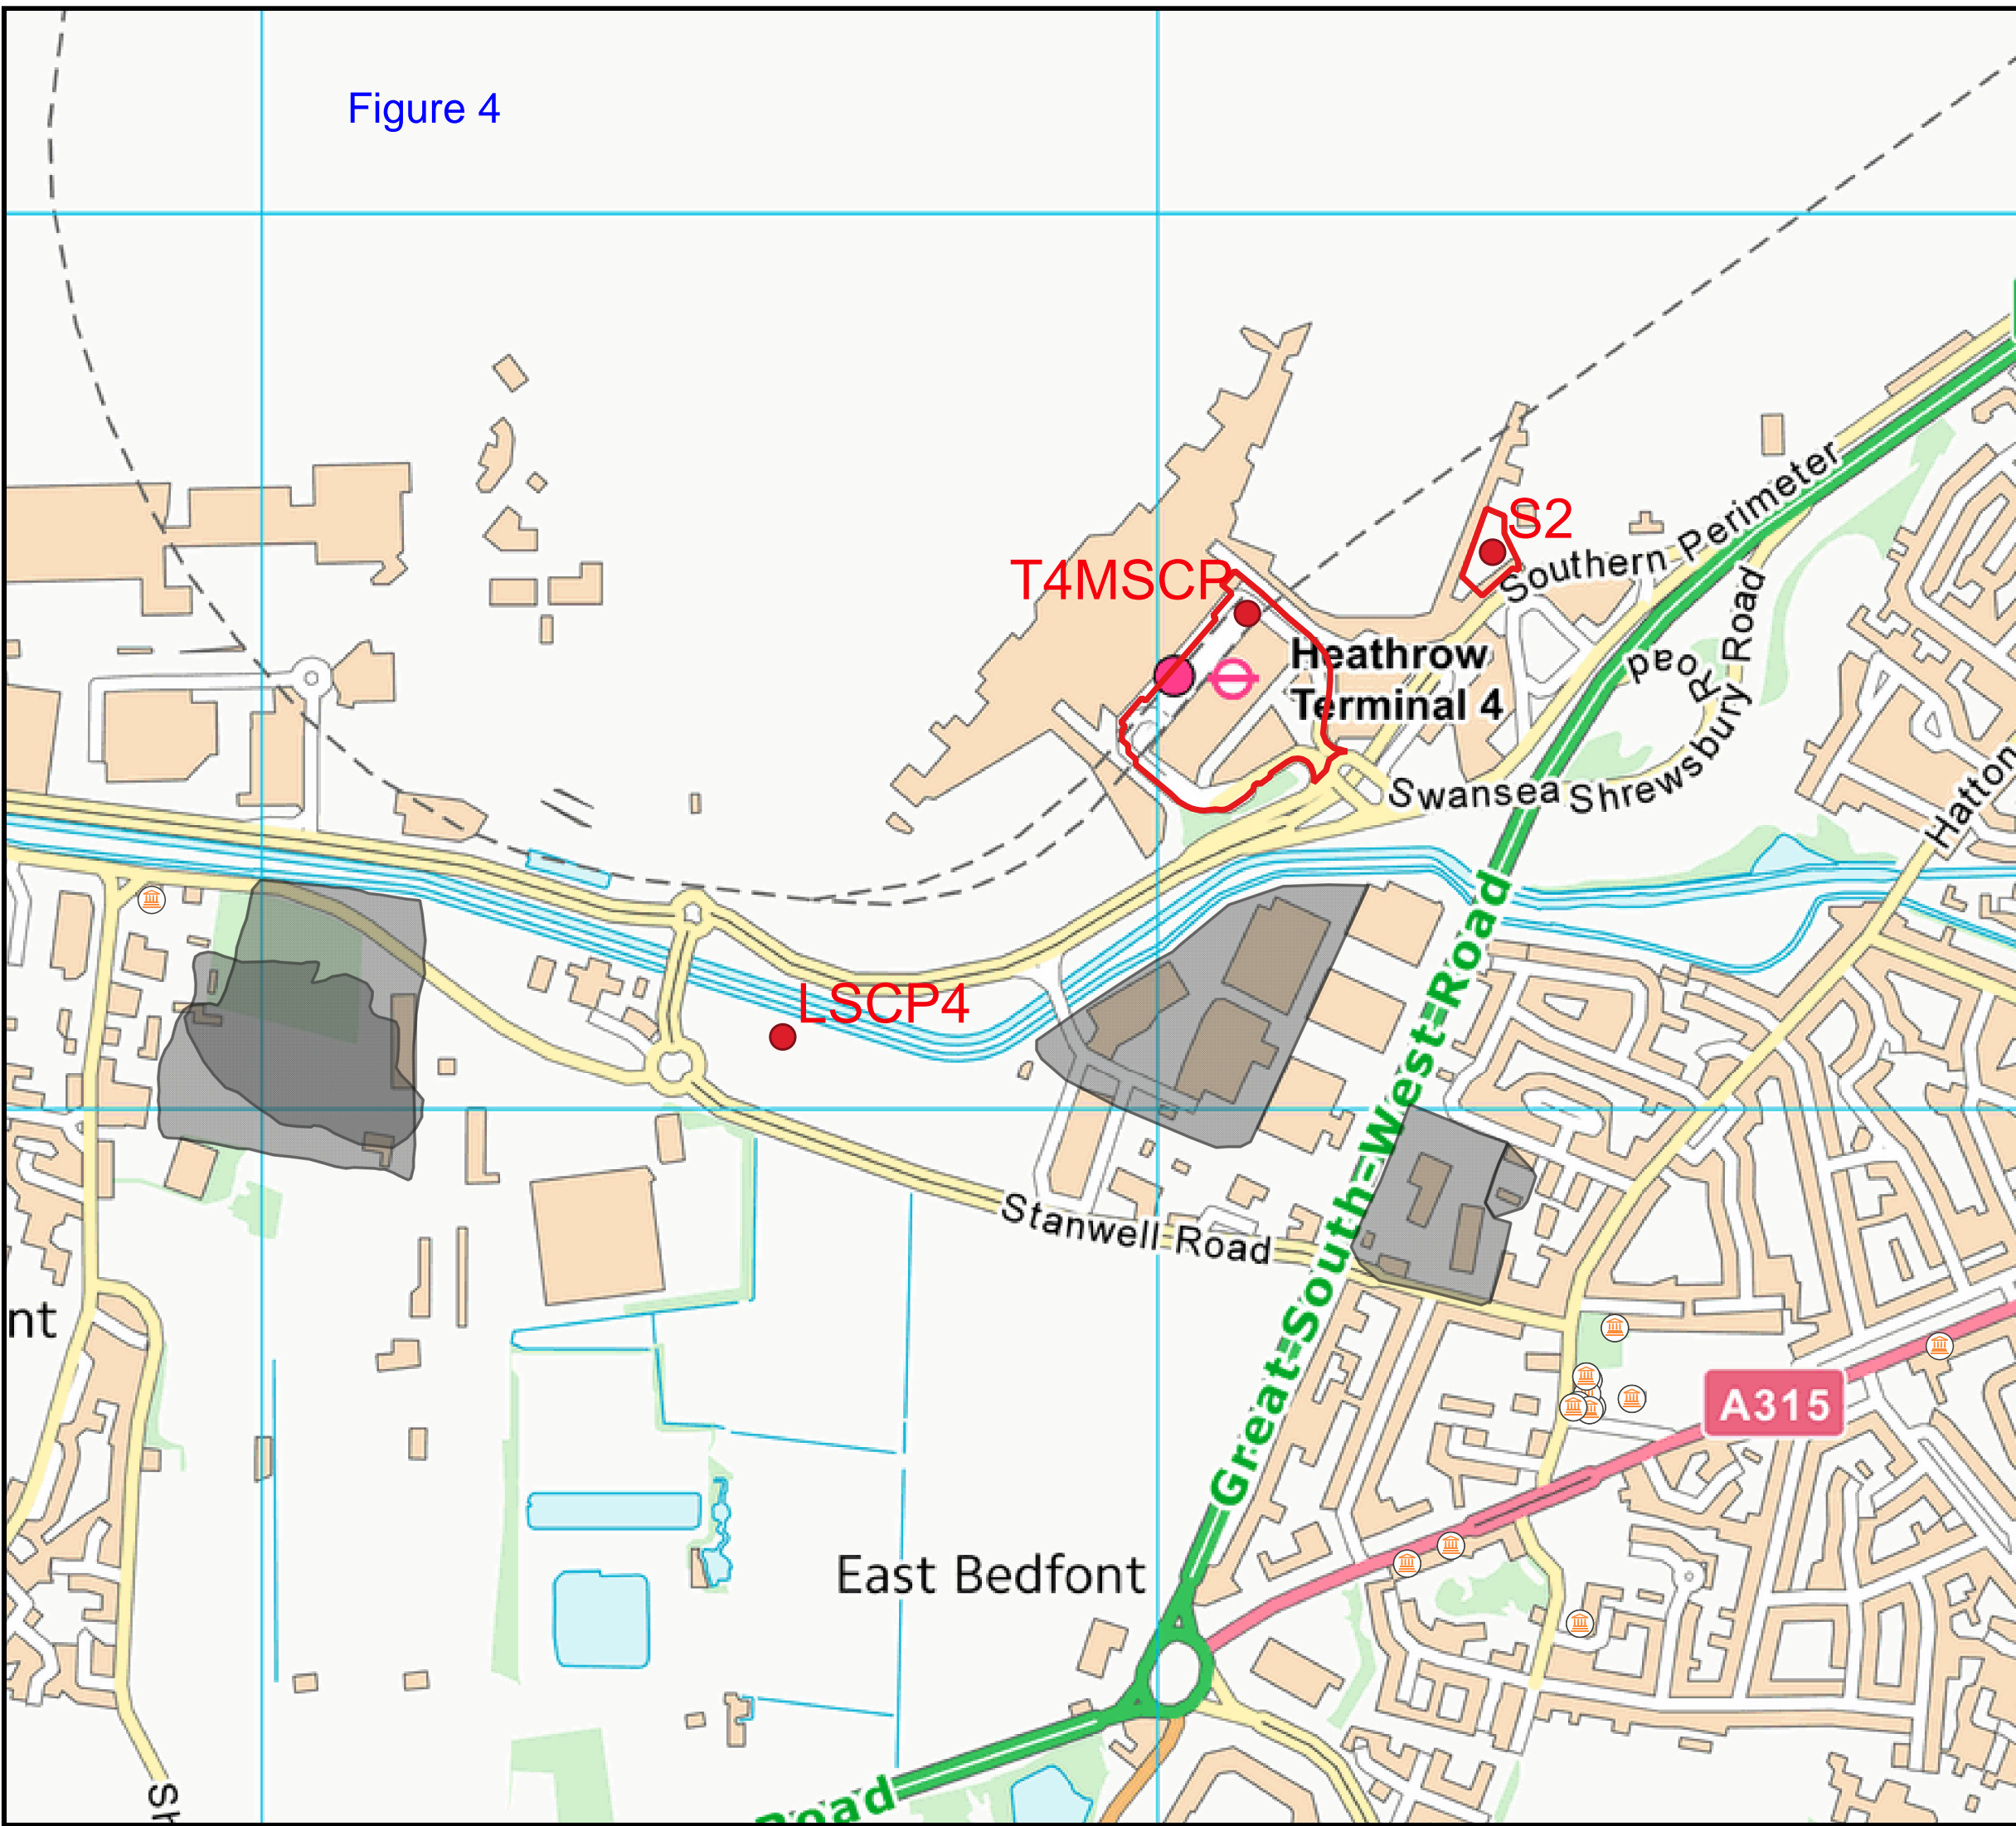 Figure 4
S2
Southern Perimeter
T4MSCP
Heathrow
Terminal 4
Road
Shrewsbury Road
Swansea
Hatton
LSCP4
Great South-West Road
Stanwell Road
nt
A315
East Bedfont
Road